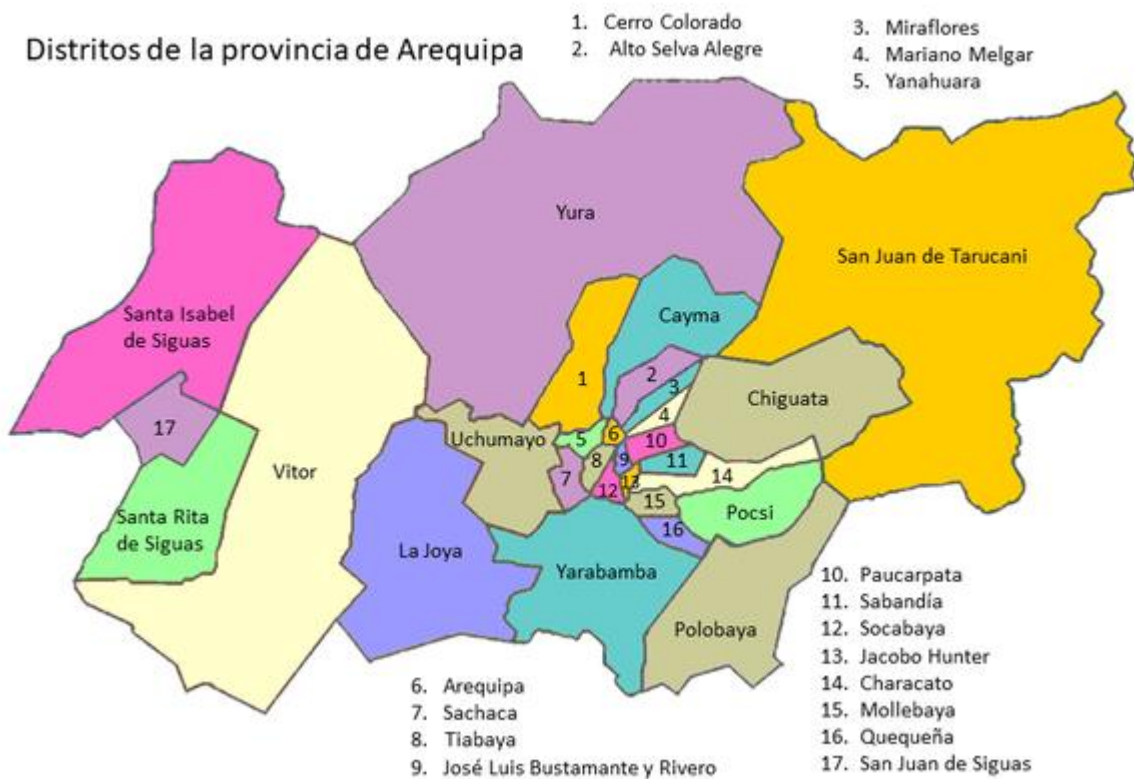 Distritos de la provincia de Arequipa
1. Cerro Colorado
2. Alto Selva Alegre
3. Miraflores
4. Mariano Melgar
5. Yanahuara
Yura
San Juan de Tarucani
Santa Isabel
de Siguas
Cayma
1
2
3
4
Chiguata
17
Uchumayo
5
6
10
9
11
8
7
14
Vitor
12
13
15
Pocsi
Santa Rita
de Siguas
16
La Joya
Yarabamba
Polobaya
6. Arequipa
7. Sachaca
8. Tiabaya
9. José Luis Bustamante y Rivero
10. Paucarpata
11. Sabandía
12. Socabaya
13. Jacobo Hunter
14. Characato
15. Mollebaya
16. Quequeña
17. San Juan de Siguas